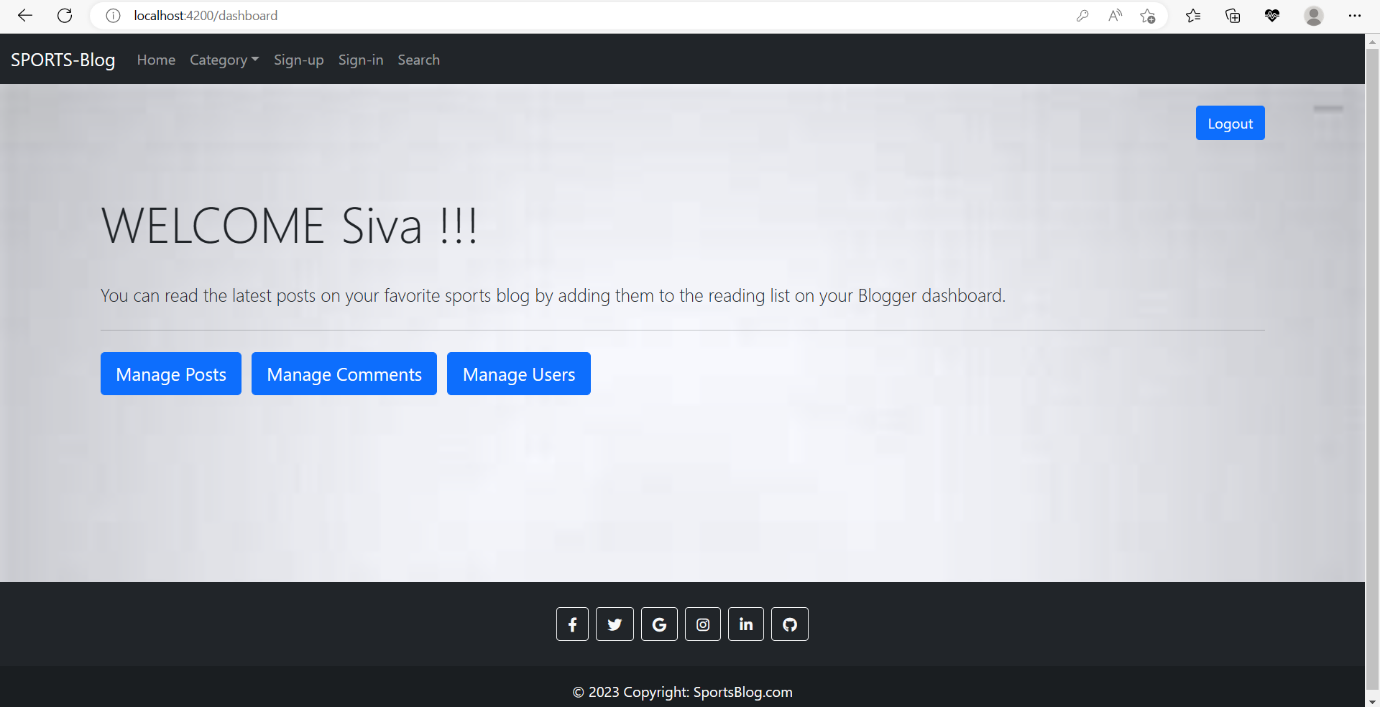 localhost:4200/dashboard
SPORTS-Blog Home Category Sign-up Sign-in Search
Logout
WELCOME Siva !!!
You can read the latest posts on your favorite sports blog by adding them to the reading list on your Blogger dashboard.
Manage Posts Manage Comments Manage Users
© 2023 Copyright: SportsBlog.com